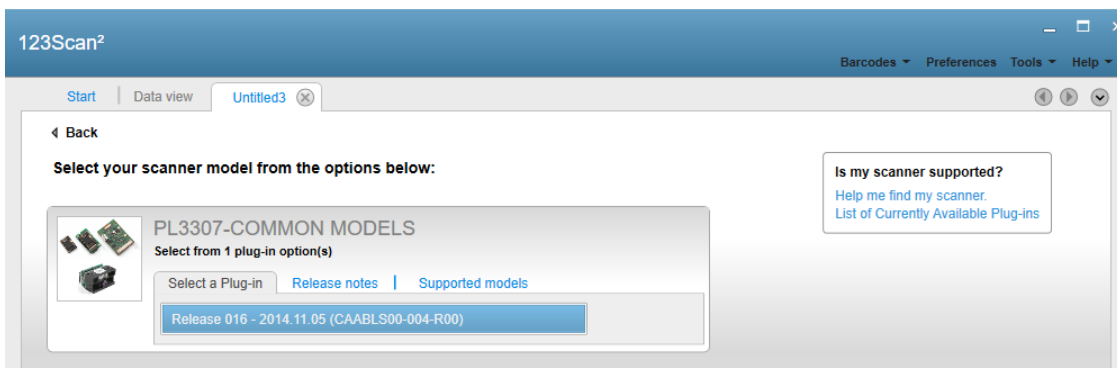 123Scan²
Barcodes Preferences Tools Help
Start Data view Untitled3
Back
Select your scanner model from the options below:
Is my scanner supported?
Help me find my scanner.
List of Currently Available Plug-ins
PL3307-COMMON MODELS
Select from 1 plug-in option(s)
Select a Plug-in Release notes Supported models
Release 016 - 2014.11.05 (CAABLS00-004-R00)